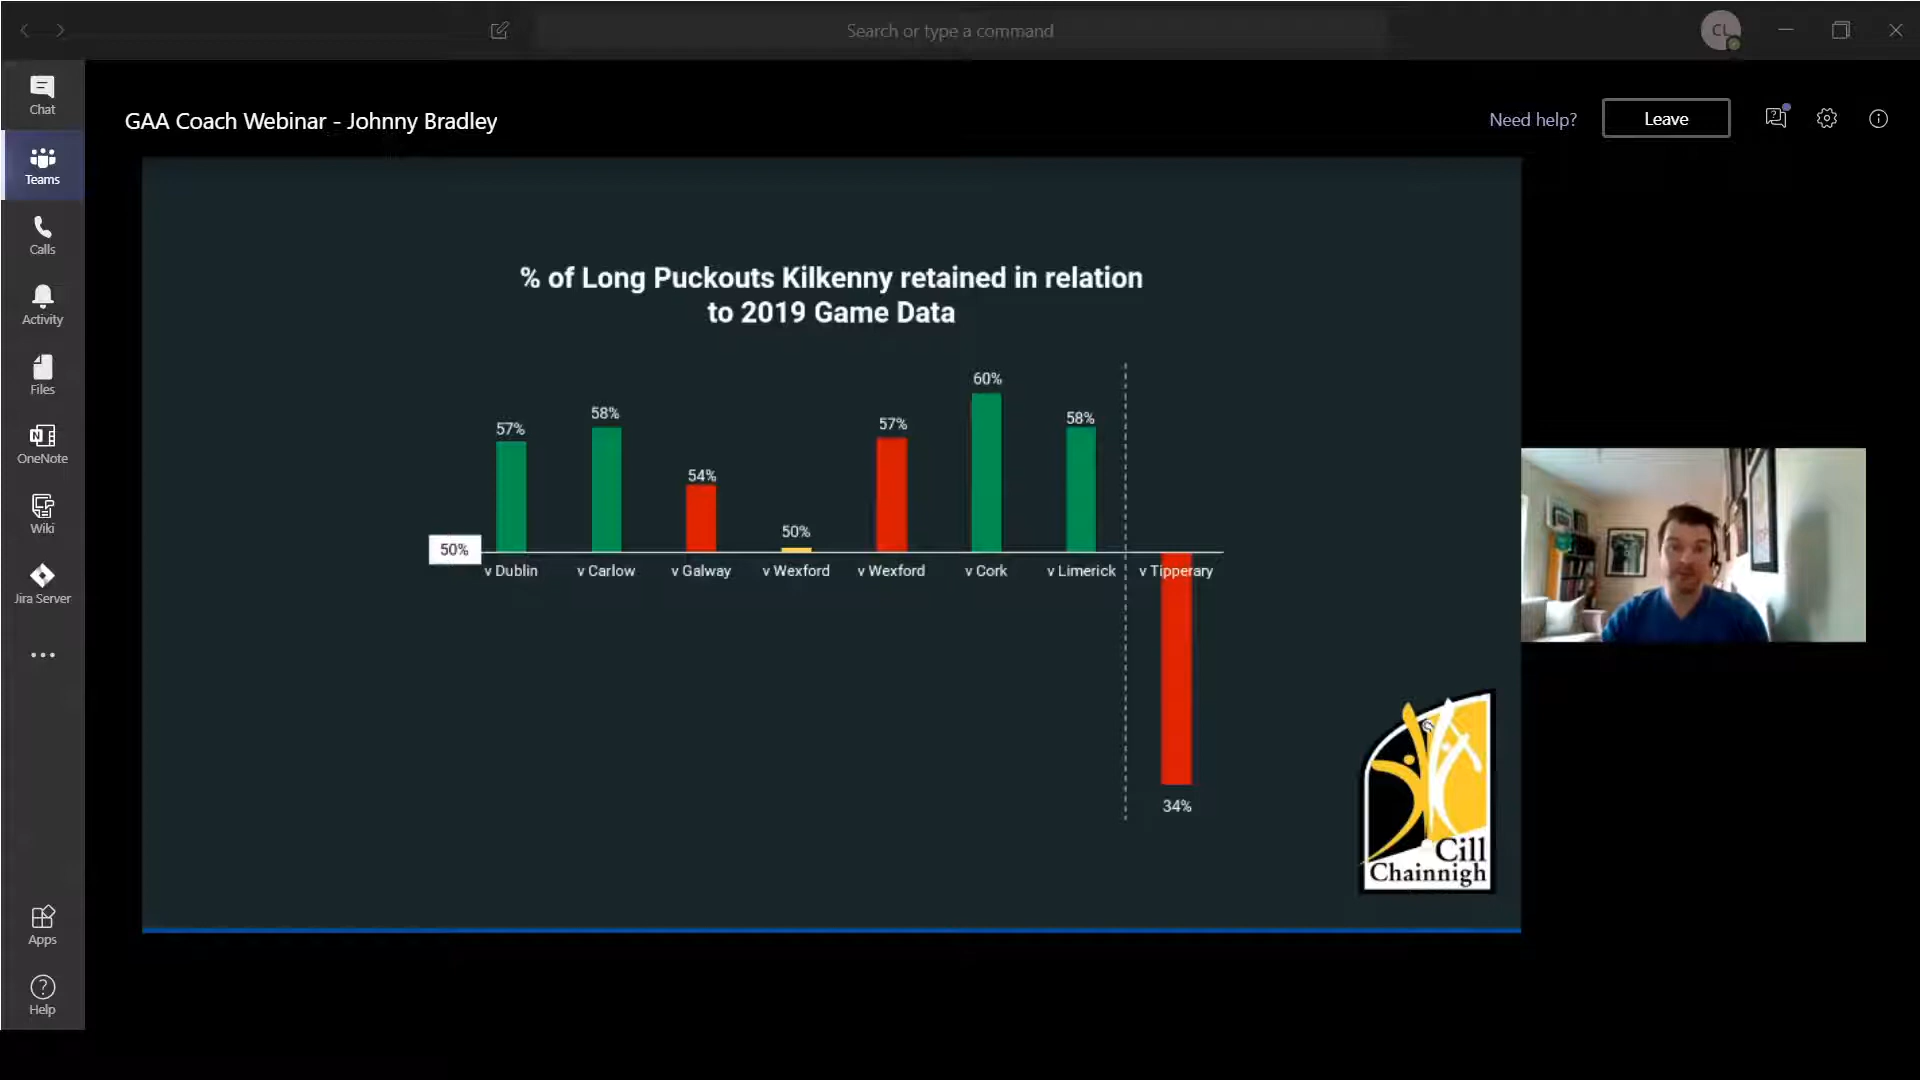 Search or type a command
CL
Chat
Teams
Calls
Activity
Files
OneNote
Wiki
Jira Server
Apps
Help
GAA Coach Webinar - Johnny Bradley
Need help?
Leave
% of Long Puckouts Kilkenny retained in relation
to 2019 Game Data
57%
58%
54%
50%
57%
60%
58%
50%
v Dublin
v Carlow
v Galway
v Wexford
v Wexford
v Cork
v Limerick
v Tipperary
34%
Cill
Chainnigh